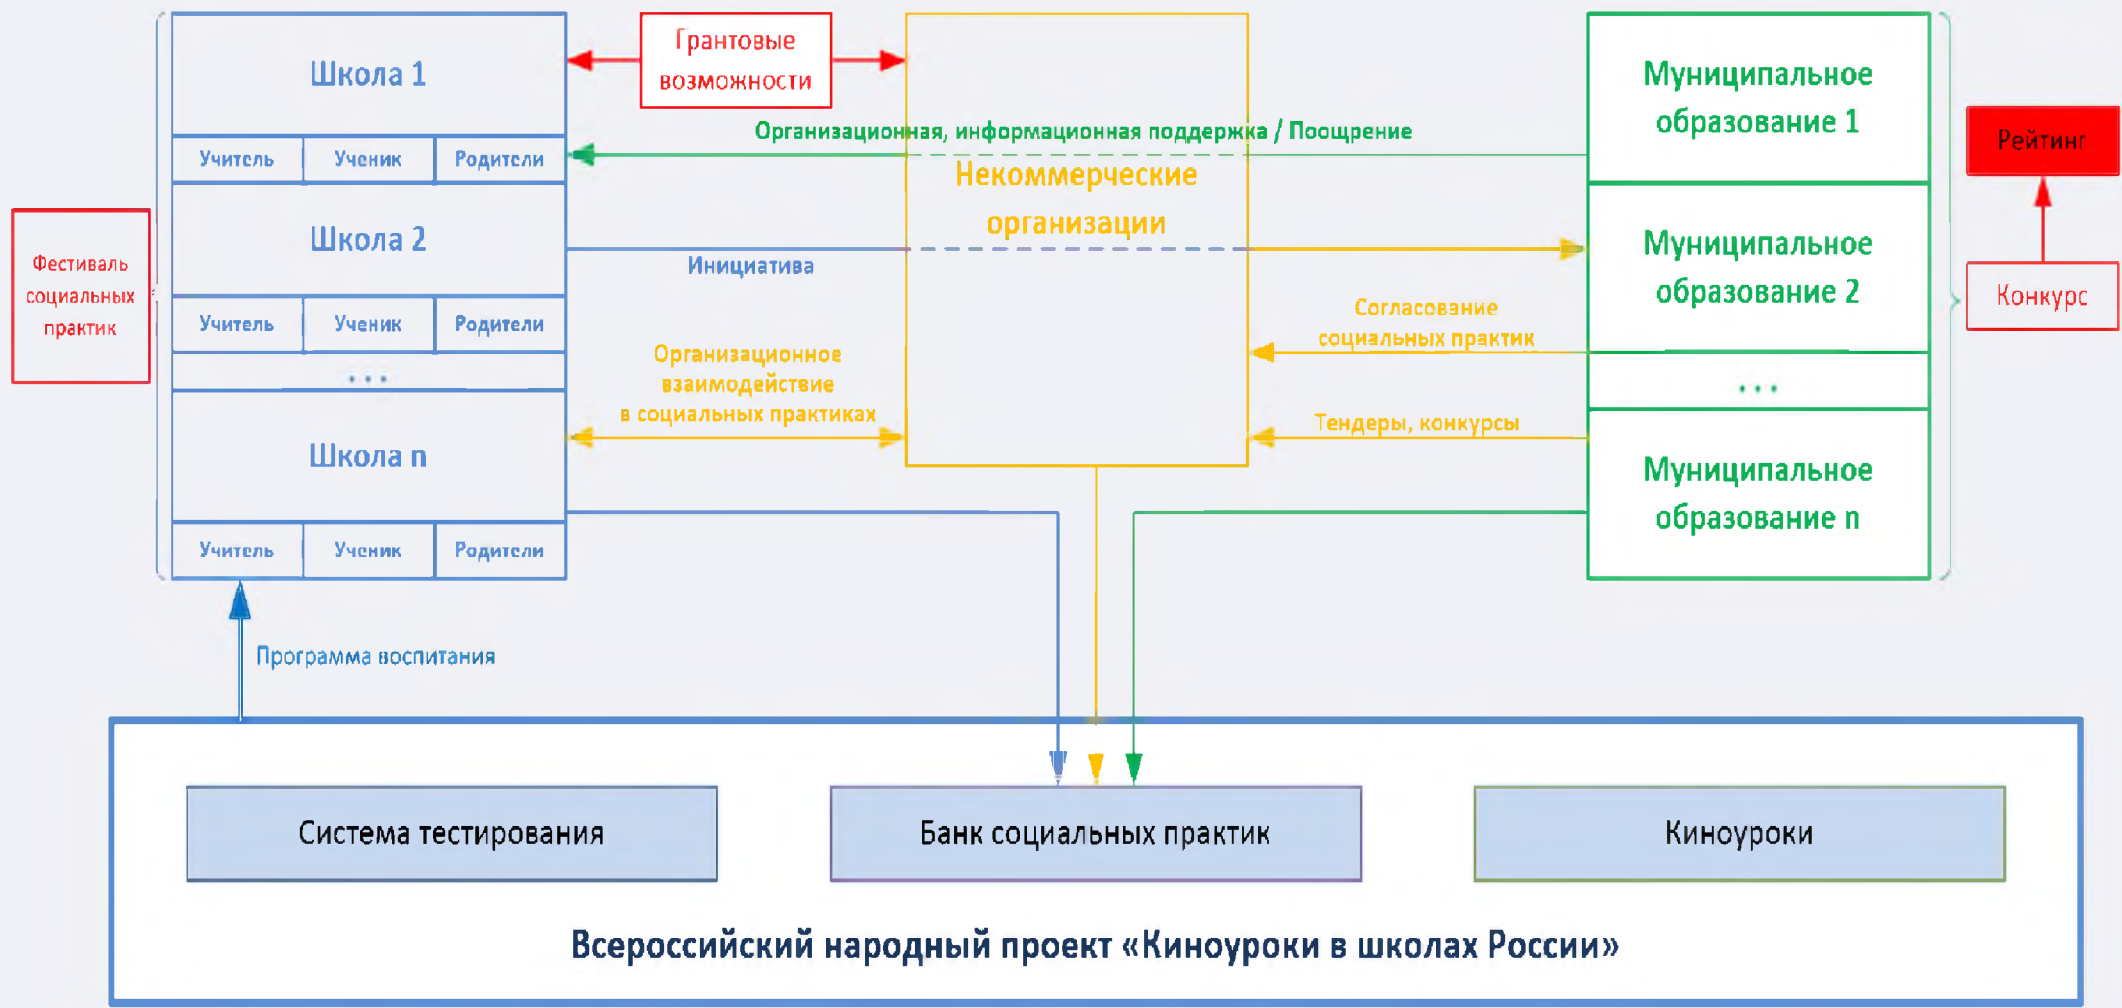 Школа 1
Учитель
Ученик
Родители
Школа 2
Учитель
Ученик
Родители
...
Школа n
Учитель
Ученик
Родители
Фестиваль
социальных
практик
Грантовые
возможности
Организационная, информационная поддержка / Поощрение
Некоммерческие
организации
Инициатива
Организационное
взаимодействие
в социальных практиках
Согласование
социальных практик
Тендеры, конкурсы
Муниципальное
образование 1
Муниципальное
образование 2
...
Муниципальное
образование n
Рейтинг
Конкурс
Программа воспитания
Система тестирования
Банк социальных практик
Киноуроки
Всероссийский народный проект «Киноуроки в школах России»